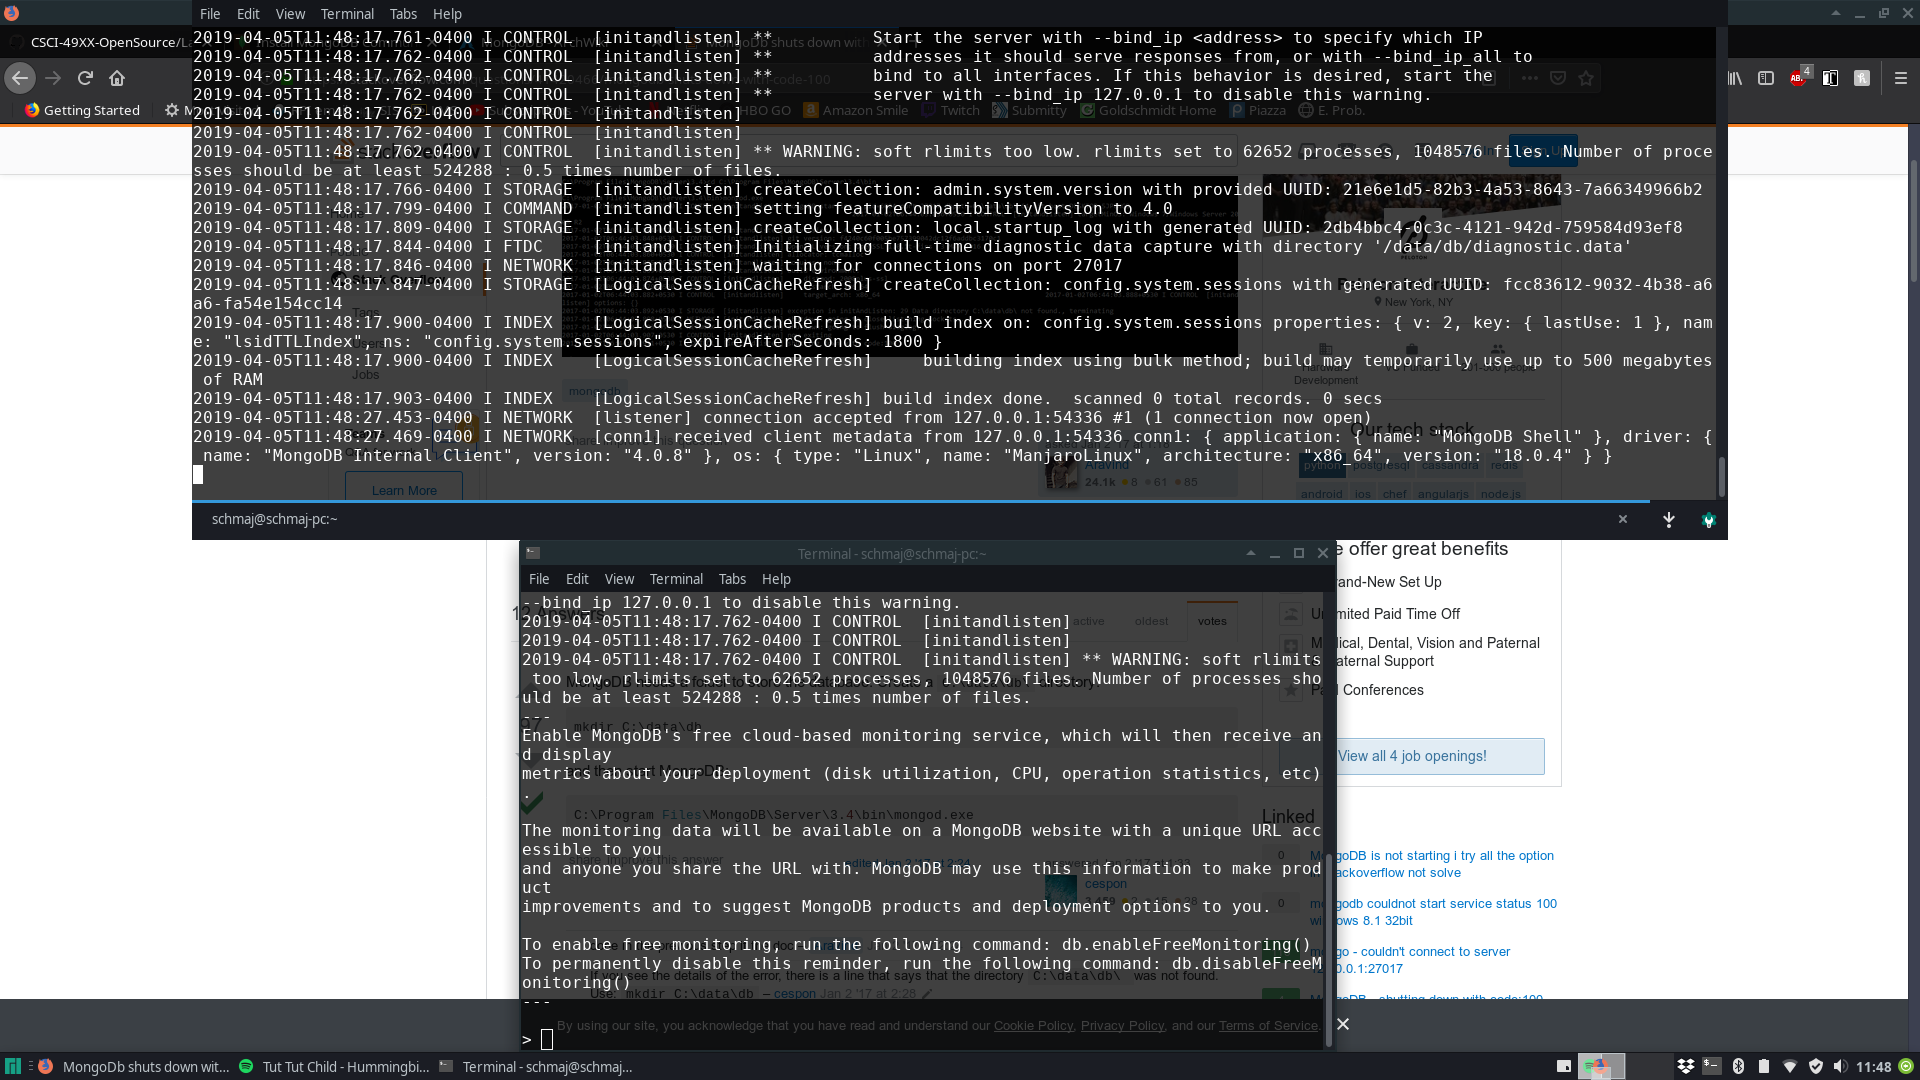 File Edit View Terminal Tabs Help
CSCI-49XX-OpenSource/La
2019-04-05T11:48:17.761-0400 I CONTROL  [initandlisten] **          Start the server with --bind_ip <address> to specify which IP
2019-04-05T11:48:17.762-0400 I CONTROL  [initandlisten] **          addresses it should serve responses from, or with --bind_ip_all to
2019-04-05T11:48:17.762-0400 I CONTROL  [initandlisten] **          bind to all interfaces. If this behavior is desired, start the
2019-04-05T11:48:17.762-0400 I CONTROL  [initandlisten] **          server with --bind_ip 127.0.0.1 to disable this warning.
2019-04-05T11:48:17.762-0400 I CONTROL  [initandlisten]
2019-04-05T11:48:17.762-0400 I CONTROL  [initandlisten]
2019-04-05T11:48:17.762-0400 I CONTROL  [initandlisten] ** WARNING: soft rlimits too low. rlimits set to 62652 processes, 1048576 files. Number of proce
sses should be at least 524288 : 0.5 times number of files.
2019-04-05T11:48:17.766-0400 I STORAGE  [initandlisten] createCollection: admin.system.version with provided UUID: 21e6e1d5-82b3-4a53-8643-7a66349966b2
2019-04-05T11:48:17.799-0400 I COMMAND  [initandlisten] setting featureCompatibilityVersion to 4.0
2019-04-05T11:48:17.809-0400 I STORAGE  [initandlisten] createCollection: local.startup_log with generated UUID: 2db4bbc4-0c3c-4121-942d-759584d93ef8
2019-04-05T11:48:17.844-0400 I FTDC     [initandlisten] Initializing full-time diagnostic data capture with directory '/data/db/diagnostic.data'
2019-04-05T11:48:17.846-0400 I NETWORK  [initandlisten] waiting for connections on port 27017
2019-04-05T11:48:17.847-0400 I STORAGE  [LogicalSessionCacheRefresh] createCollection: config.system.sessions with generated UUID: fcc83612-9032-4b38-a6
a6-fa54e154cc14
2019-04-05T11:48:17.900-0400 I INDEX    [LogicalSessionCacheRefresh] build index on: config.system.sessions properties: { v: 2, key: { lastUse: 1 }, nam
e: "lsidTTLIndex", ns: "config.system.sessions", expireAfterSeconds: 1800 }
2019-04-05T11:48:17.900-0400 I INDEX    [LogicalSessionCacheRefresh]     building index using bulk method; build may temporarily use up to 500 megabytes
 of RAM
2019-04-05T11:48:17.903-0400 I INDEX    [LogicalSessionCacheRefresh] build index done.  scanned 0 total records. 0 secs
2019-04-05T11:48:27.453-0400 I NETWORK  [listener] connection accepted from 127.0.0.1:54336 #1 (1 connection now open)
2019-04-05T11:48:27.469-0400 I NETWORK  [conn1] received client metadata from 127.0.0.1:54336 conn1: { application: { name: "MongoDB Shell" }, driver: {
 name: "MongoDB Internal Client", version: "4.0.8" }, os: { type: "Linux", name: "ManjaroLinux", architecture: "x86_64", version: "18.0.4" } }
4
Getting Started
HBO GO
Amazon Smile
Twitch
Submitty
Goldschmidt Homes
Piazza
E. Prob.
New York, NY
Jobs
Learn More
mongodb
Aravind
24.1k 8 61 85
Our tech stack
python postgresql cassandra redis
android ios chef angularjs node.js
schmaj@schmaj-pc:~
Terminal - schmaj@schmaj-pc:~
File Edit View Terminal Tabs Help
--bind_ip 127.0.0.1 to disable this warning.
2019-04-05T11:48:17.762-0400 I CONTROL  [initandlisten]
2019-04-05T11:48:17.762-0400 I CONTROL  [initandlisten]
2019-04-05T11:48:17.762-0400 I CONTROL  [initandlisten] ** WARNING: soft rlimits
 too low. rlimits set to 62652 processes, 1048576 files. Number of processes sho
uld be at least 524288 : 0.5 times number of files.
---
Enable MongoDB's free cloud-based monitoring service, which will then receive an
d display
metrics about your deployment (disk utilization, CPU, operation statistics, etc)
.
The monitoring data will be available on a MongoDB website with a unique URL acc
essible to you
and anyone you share the URL with. MongoDB may use this information to make prod
uct
improvements and to suggest MongoDB products and deployment options to you.
To enable free monitoring, run the following command: db.enableFreeMonitoring()
To permanently disable this reminder, run the following command: db.disableFreeM
onitoring()
---
>
active oldest votes
mkdir C:\data\db
C:\Program Files\MongoDB\Server\3.4\bin\mongod.exe
cespon
If you see the details of the error, there is a line that says that the directory C:\data\db\ was not found.
Use: mkdir C:\data\db – cespon Jan 2 '17 at 2:28
By using our site, you acknowledge that you have read and understand our Cookie Policy, Privacy Policy, and our Terms of Service.
e offer great benefits
and-New Set Up
imited Paid Time Off
ical, Dental, Vision and Paternal
aternal Support
Conferences
View all 4 job openings!
Linked
0
goDB is not starting i try all the option
ackoverflow not solve
0
godb couldnot start service status 100
ows 8.1 32bit
go - couldn't connect to server
.0.0.1:27017
MongoDb shuts down wit...
Tut Tut Child - Hummingbi...
Terminal - schmaj@schmaj...
11:48